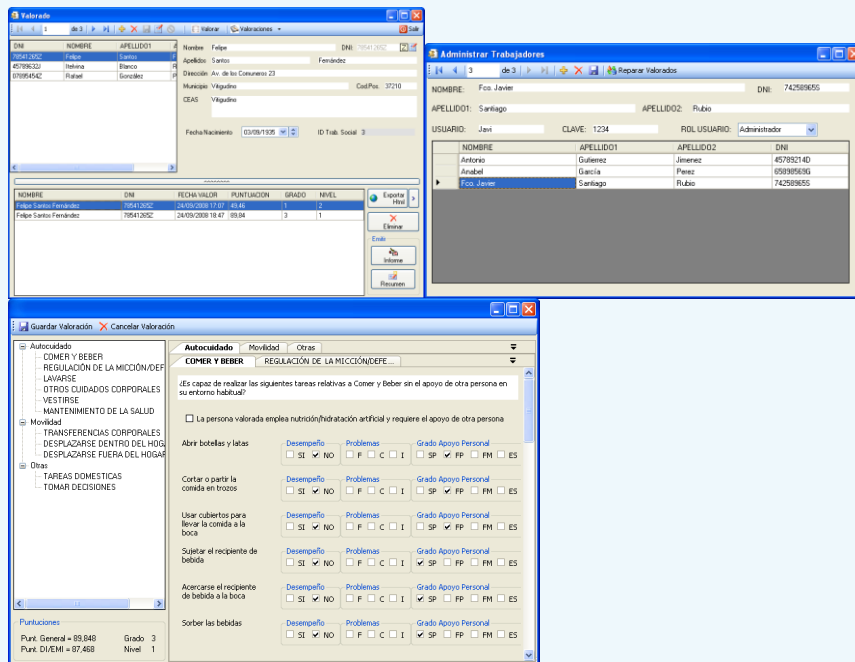 Valorado
1 de 3 Valorar Valoraciones Salir
DNI NOMBRE APELLIDO1 A
78541265Z Felipe Santos F
45789632J Etelvina Blanco R
07895454Z Rafael González P
Nombre Felipe DNI: 78541265Z
Apellidos Santos Fernández
Dirección Av. de los Comuneros 23
Municipio Vitigudino Cod.Pos. 37210
CEAS Vitigudino
Fecha Nacimiento 03/09/1935 ID Trab. Social 3
NOMBRE DNI FECHA VALOR PUNTUACION GRADO NIVEL
Felipe Santos Fernández 78541265Z 24/09/2008 17:07 49,46 1 2
Felipe Santos Fernández 78541265Z 24/09/2008 18:47 89,84 3 1
Exportar Html
Eliminar
Emitir
Informe
Resumen
Administrar Trabajadores
3 de 3 Reparar Valorados
NOMBRE: Fco. Javier DNI: 74258965S
APELLIDO1: Santiago APELLIDO2: Rubio
USUARIO: Javi CLAVE: 1234 ROL USUARIO: Administrador
NOMBRE APELLIDO1 APELLIDO2 DNI
Antonio Gutierrez Jimenez 45789214D
Anabel García Perez 65898569G
Fco. Javier Santiago Rubio 74258965S
Guardar Valoración Cancelar Valoración
Autocuidado
COMER Y BEBER
REGULACIÓN DE LA MICCIÓN/DEF
LAVARSE
OTROS CUIDADOS CORPORALES
VESTIRSE
MANTENIMIENTO DE LA SALUD
Movilidad
TRANSFERENCIAS CORPORALES
DESPLAZARSE DENTRO DEL HOGA
DESPLAZARSE FUERA DEL HOGAR
Otras
TAREAS DOMESTICAS
TOMAR DECISIONES
Puntuciones
Punt. General = 89,848 Grado 3
Punt. DI/EMI = 87,468 Nivel 1
Autocuidado Movilidad Otras
COMER Y BEBER REGULACIÓN DE LA MICCIÓN/DEFE...
¿Es capaz de realizar las siguientes tareas relativas a Comer y Beber sin el apoyo de otra persona en
su entorno habitual?
La persona valorada emplea nutrición/hidratación artificial y requiere el apoyo de otra persona
Abrir botellas y latas Desempeño SI NO Problemas F C I Grado Apoyo Personal SP FP FM ES
Cortar o partir la comida en trozos Desempeño SI NO Problemas F C I Grado Apoyo Personal SP FP FM ES
Usar cubiertos para llevar la comida a la boca Desempeño SI NO Problemas F C I Grado Apoyo Personal SP FP FM ES
Sujetar el recipiente de bebida Desempeño SI NO Problemas F C I Grado Apoyo Personal SP FP FM ES
Acercarse el recipiente de bebida a la boca Desempeño SI NO Problemas F C I Grado Apoyo Personal SP FP FM ES
Sorber las bebidas Desempeño SI NO Problemas F C I Grado Apoyo Personal SP FP FM ES